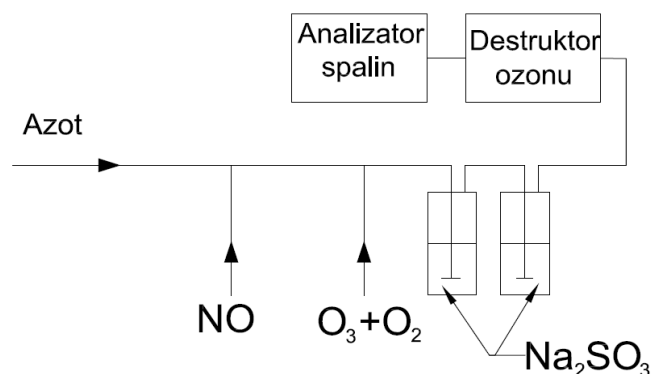 Analizator
spalin
Destruktor
ozonu
Azot
NO
O₃+O₂
Na₂SO₃